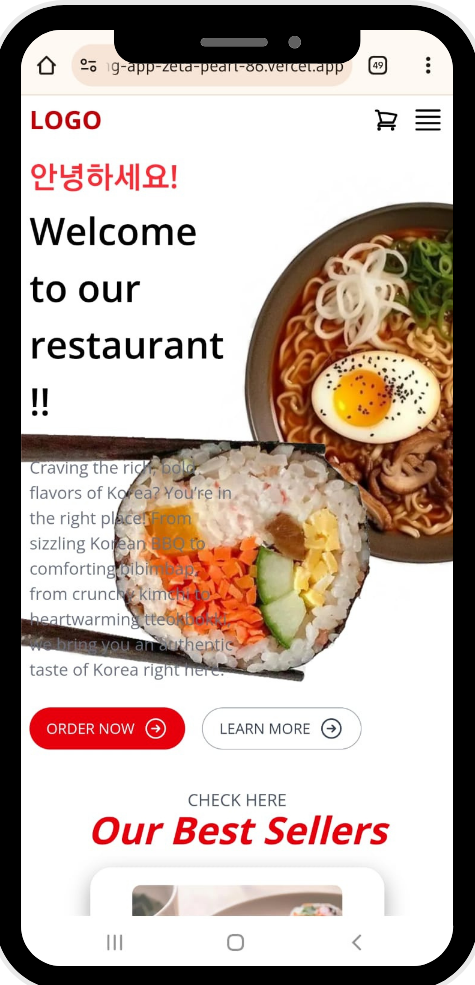 g-app-zeta-peart-86.vercel.app
49
LOGO
안녕하세요!
Welcome
to our
restaurant
!!
Craving the rich, bold
flavors of Korea? You're in
the right place! From
sizzling Korean BBQ to
comforting bibimbap,
from crunchy kimchi to
heartwarming tteokbokki,
we bring you an authentic
taste of Korea right here.
ORDER NOW
LEARN MORE
CHECK HERE
Our Best Sellers